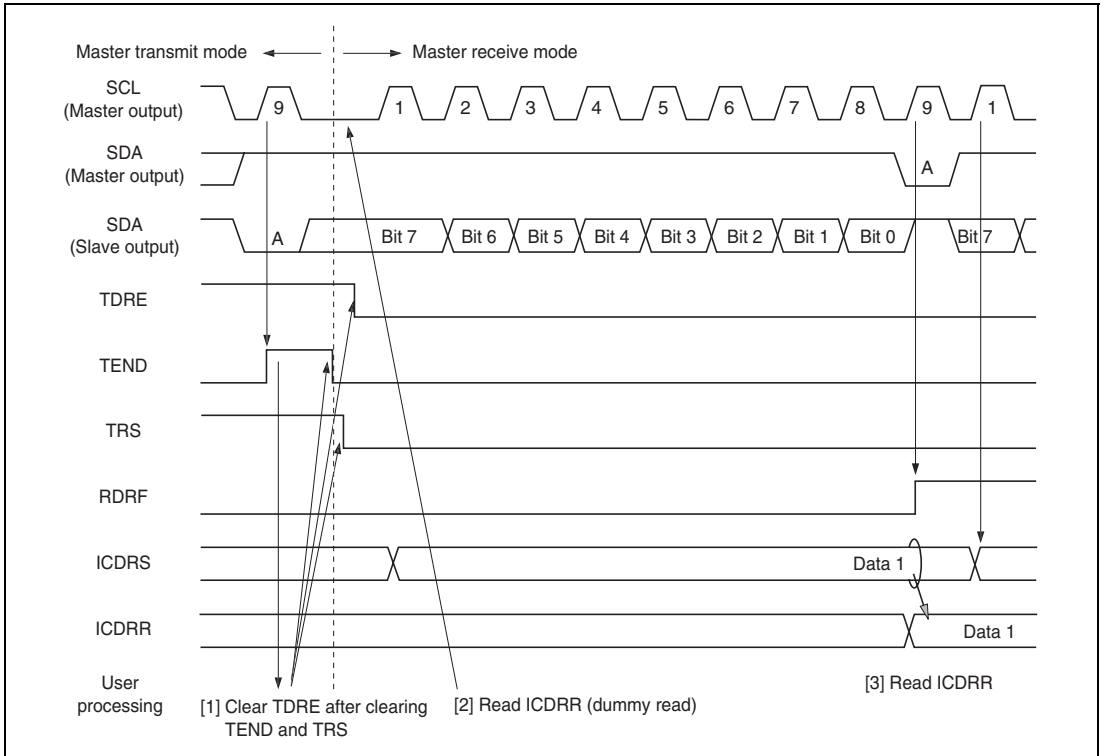 Master transmit mode
Master receive mode
SCL
(Master output)
9
1
2
3
4
5
6
7
8
9
1
SDA
(Master output)
A
SDA
(Slave output)
A
Bit 7
Bit 6
Bit 5
Bit 4
Bit 3
Bit 2
Bit 1
Bit 0
Bit 7
TDRE
TEND
TRS
RDRF
ICDRS
Data 1
ICDRR
Data 1
User
processing
[1] Clear TDRE after clearing
TEND and TRS
[2] Read ICDRR (dummy read)
[3] Read ICDRR